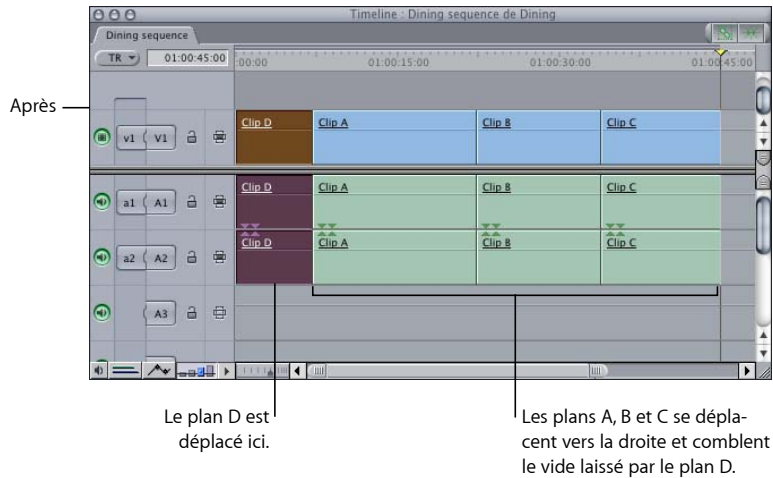 Timeline : Dining sequence de Dining
Dining sequence
TR 01:00:45:00 :00:00 01:00:15:00 01:00:30:00 01:00:45:00
Après
v1 V1 Clip D Clip A Clip B Clip C
a1 A1 Clip D Clip A Clip B Clip C
a2 A2 Clip D Clip A Clip B Clip C
A3
Le plan D est
déplacé ici.
Les plans A, B et C se dépla-
cent vers la droite et comblent
le vide laissé par le plan D.